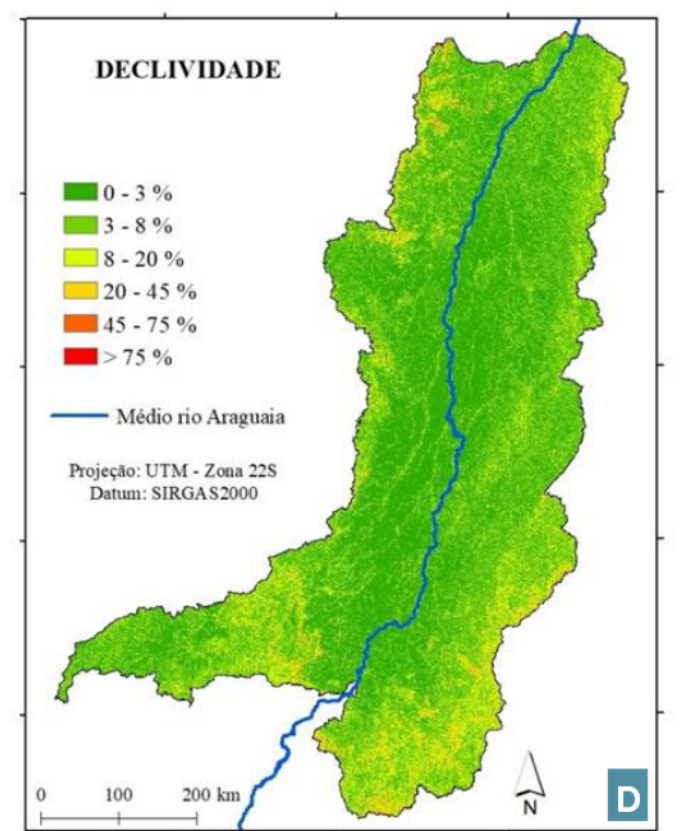 DECLIVIDADE
0 - 3 %
3 - 8 %
8 - 20 %
20 - 45 %
45 - 75 %
> 75 %
Médio rio Araguaia
Projeção: UTM - Zona 22S
Datum: SIRGAS2000
0 100 200 km
N
D